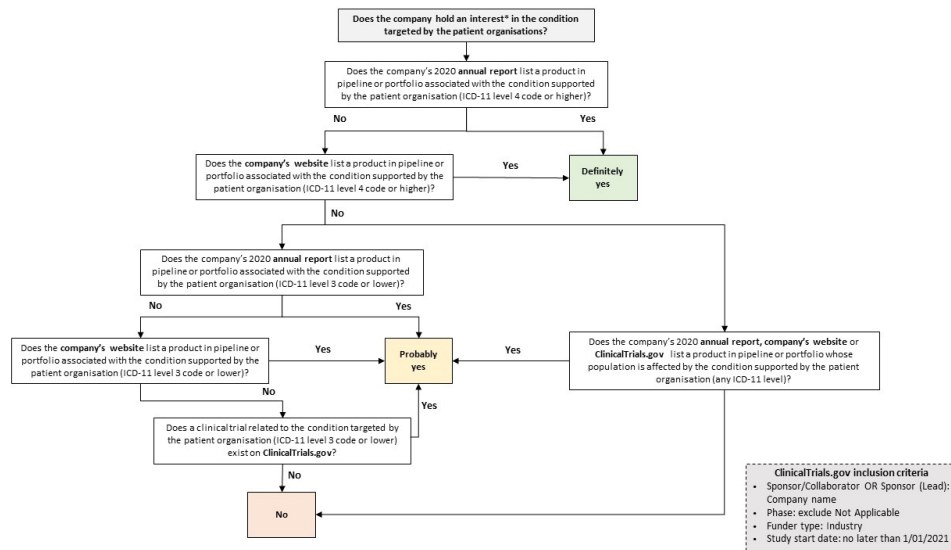 Does the company hold an interest* in the condition
targeted by the patient organisations?
Does the company's 2020 annual report list a product in
pipeline or portfolio associated with the condition supported
by the patient organisation (ICD-11 level 4 code or higher)?
No
Yes
Does the company's website list a product in pipeline or
portfolio associated with the condition supported by the
patient organisation (ICD-11 level 4 code or higher)?
Yes
Definitely
yes
No
Does the company's 2020 annual report list a product in
pipeline or portfolio associated with the condition supported
by the patient organisation (ICD-11 level 3 code or lower)?
No
Yes
Does the company's website list a product in pipeline or
portfolio associated with the condition supported by the
patient organisation (ICD-11 level 3 code or lower)?
Yes
Probably
yes
Yes
Does the company's 2020 annual report, company's website or
ClinicalTrials.gov list a product in pipeline or portfolio whose
population is affected by the condition supported by the patient
organisation (any ICD-11 level)?
No
Yes
Does a clinical trial related to the condition targeted by
the patient organisation (ICD-11 level 3 code or lower)
exist on ClinicalTrials.gov?
No
No
ClinicalTrials.gov inclusion criteria
• Sponsor/Collaborator OR Sponsor (Lead):
Company name
• Phase: exclude Not Applicable
• Funder type: Industry
• Study start date: no later than 1/01/2021